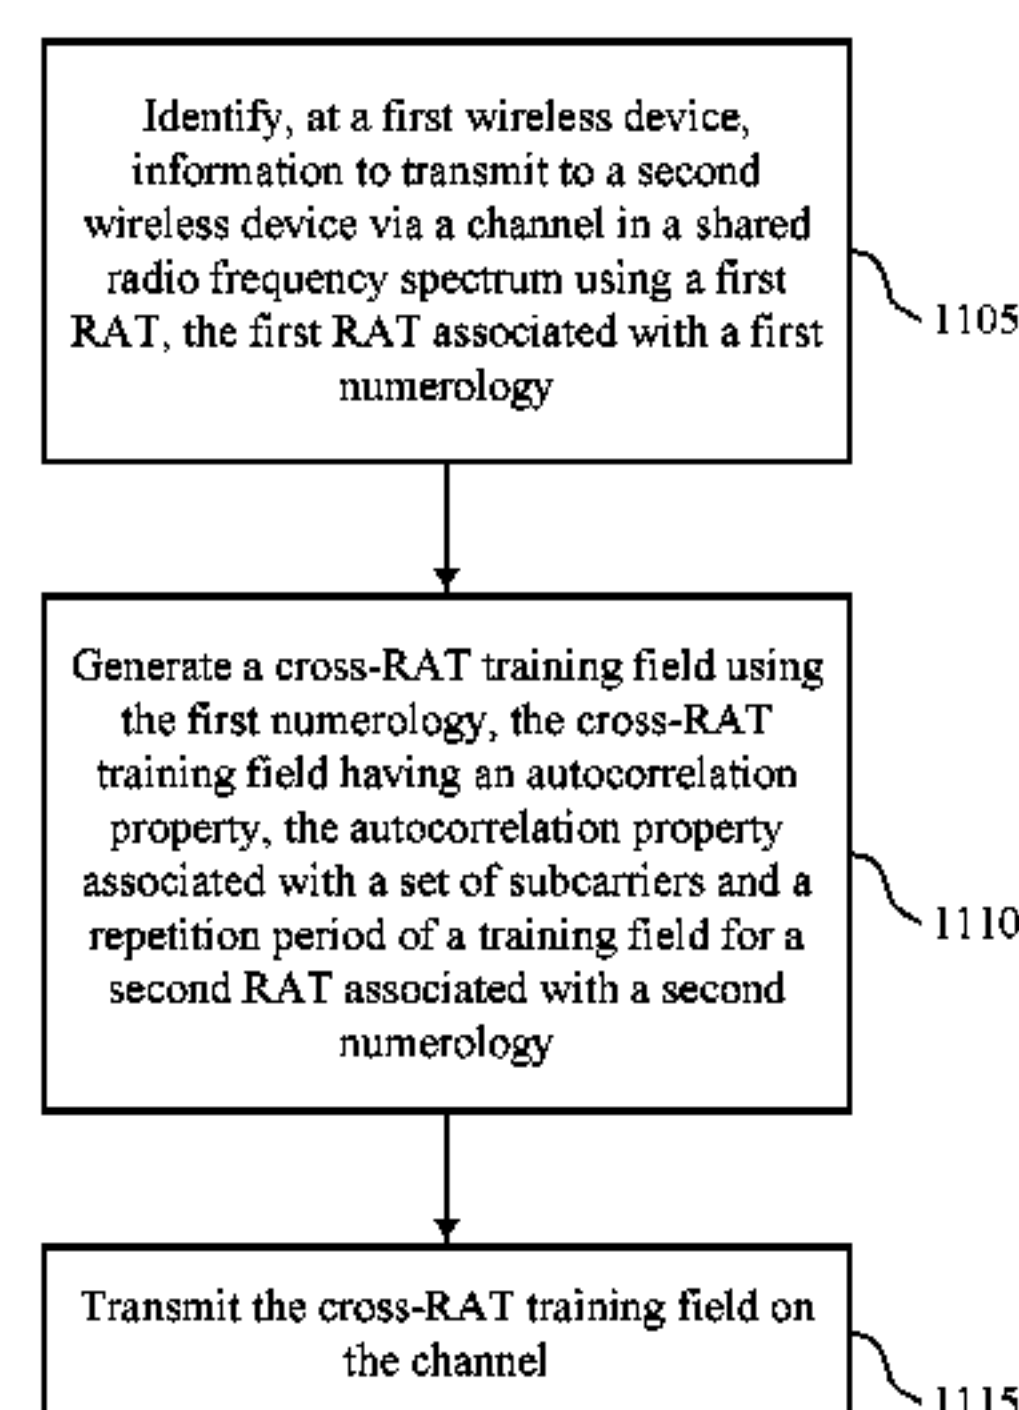 Identify, at a first wireless device,
information to transmit to a second
wireless device via a channel in a shared
radio frequency spectrum using a first
RAT, the first RAT associated with a first
numerology
1105
Generate a cross-RAT training field using
the first numerology, the cross-RAT
training field having an autocorrelation
property, the autocorrelation property
associated with a set of subcarriers and a
repetition period of a training field for a
second RAT associated with a second
numerology
1110
Transmit the cross-RAT training field on
the channel
1115